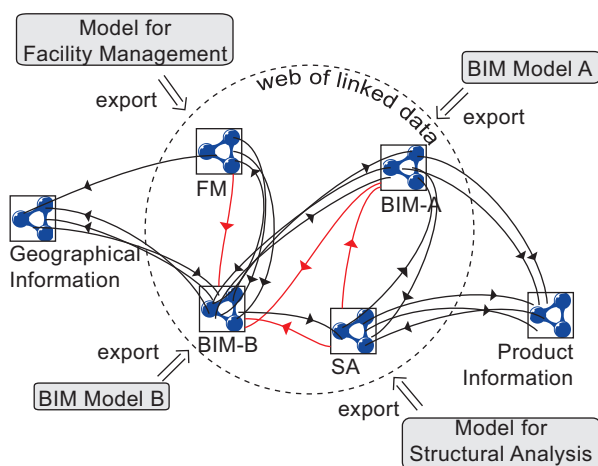 Model for
Facility Management
export
web of linked data
BIM Model A
export
FM
BIM-A
Geographical
Information
BIM-B
SA
Product
Information
export
BIM Model B
export
Model for
Structural Analysis